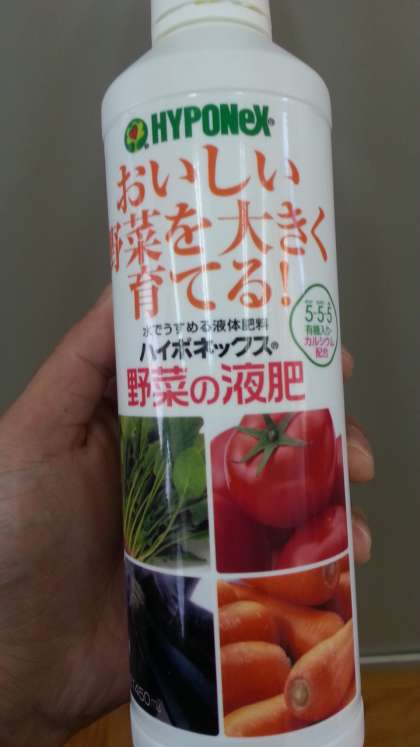 HYPONeX®
おいしい
野菜を大きく
育てる!
水でうすめる液体肥料
ハイポネックス®
野菜の液肥
5-5-5
有機入り・
カルシウム
配合
450ml